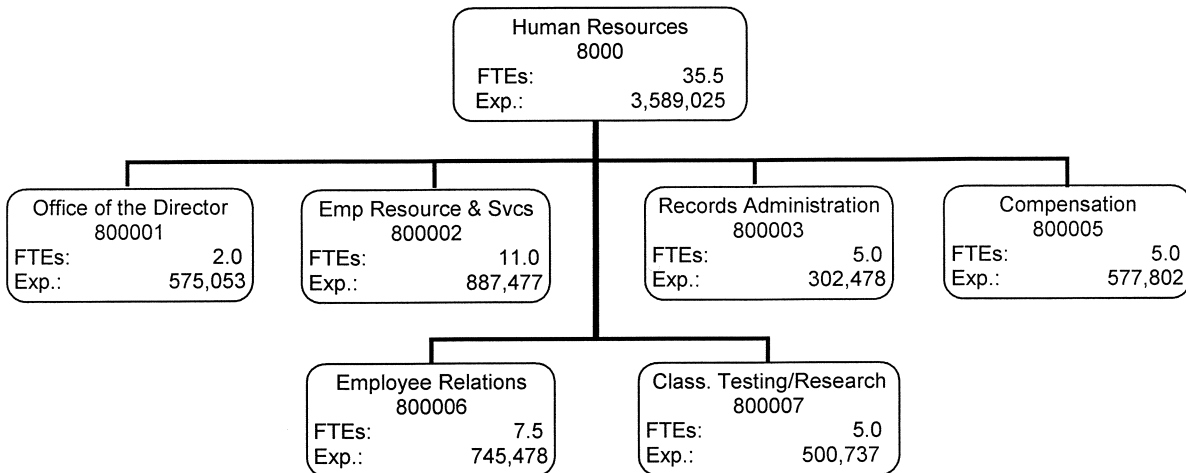 Human Resources
8000
FTEs: 35.5
Exp.: 3,589,025
Office of the Director
800001
FTEs: 2.0
Exp.: 575,053
Emp Resource & Svcs
800002
FTEs: 11.0
Exp.: 887,477
Records Administration
800003
FTEs: 5.0
Exp.: 302,478
Compensation
800005
FTEs: 5.0
Exp.: 577,802
Employee Relations
800006
FTEs: 7.5
Exp.: 745,478
Class. Testing/Research
800007
FTEs: 5.0
Exp.: 500,737